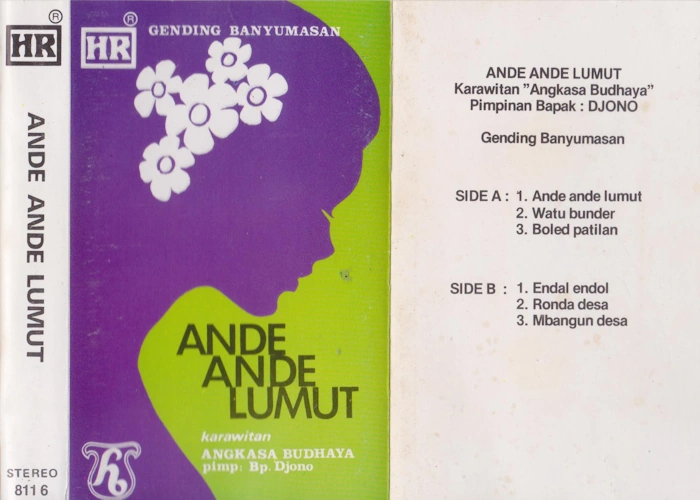 HR ®
ANDE ANDE LUMUT
STEREO
811 6
HR ®
GENDING BANYUMASAN
ANDE
ANDE
LUMUT
karawitan
ANGKASA BUDHAYA
pimp: Bp. Djono
ANDE ANDE LUMUT
Karawitan "Angkasa Budhaya"
Pimpinan Bapak : DJONO
Gending Banyumasan
SIDE A : 1. Ande ande lumut
2. Watu bunder
3. Boled patilan
SIDE B : 1. Endal endol
2. Ronda desa
3. Mbangun desa